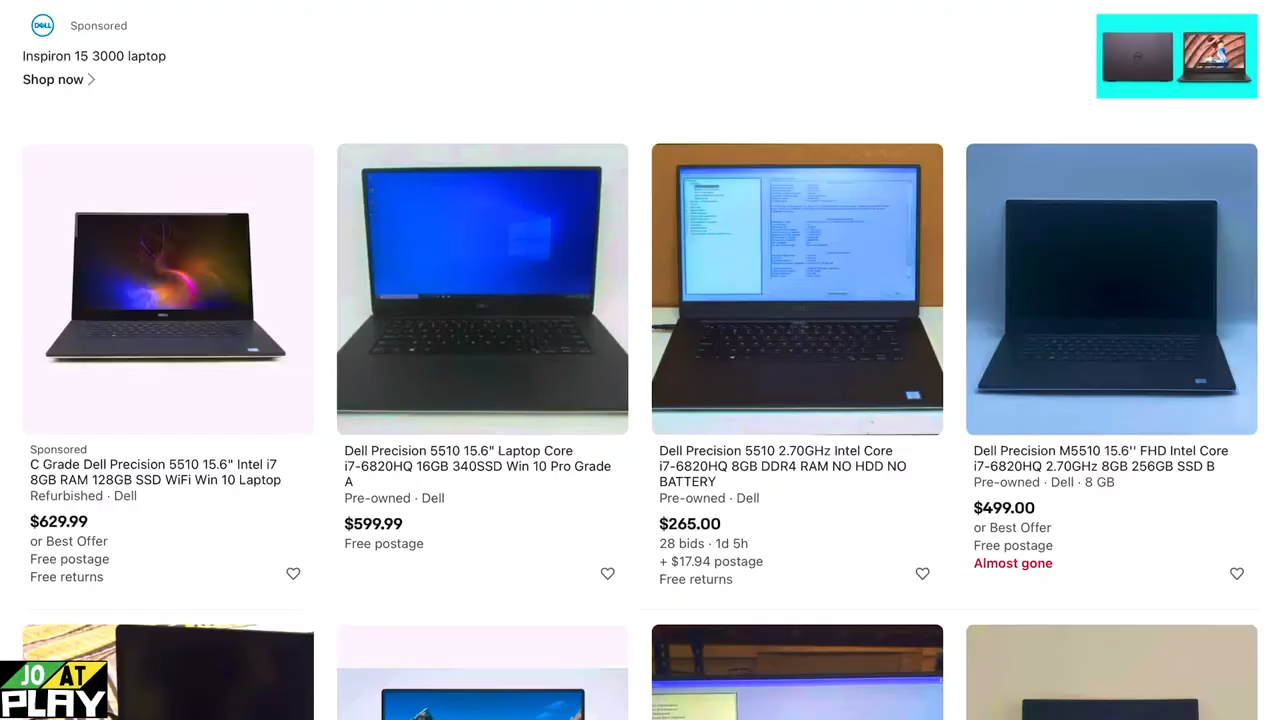 DELL
Sponsored
Inspiron 15 3000 laptop
Shop now
Sponsored
C Grade Dell Precision 5510 15.6" Intel i7
8GB RAM 128GB SSD WiFi Win 10 Laptop
Refurbished · Dell
$629.99
or Best Offer
Free postage
Free returns
Dell Precision 5510 15.6" Laptop Core
i7-6820HQ 16GB 340SSD Win 10 Pro Grade
A
Pre-owned · Dell
$599.99
Free postage
Dell Precision 5510 2.70GHz Intel Core
i7-6820HQ 8GB DDR4 RAM NO HDD NO
BATTERY
Pre-owned · Dell
$265.00
28 bids · 1d 5h
+ $17.94 postage
Free returns
Dell Precision M5510 15.6'' FHD Intel Core
i7-6820HQ 2.70GHz 8GB 256GB SSD B
Pre-owned · Dell · 8 GB
$499.00
or Best Offer
Free postage
Almost gone
JO AT
PLAY